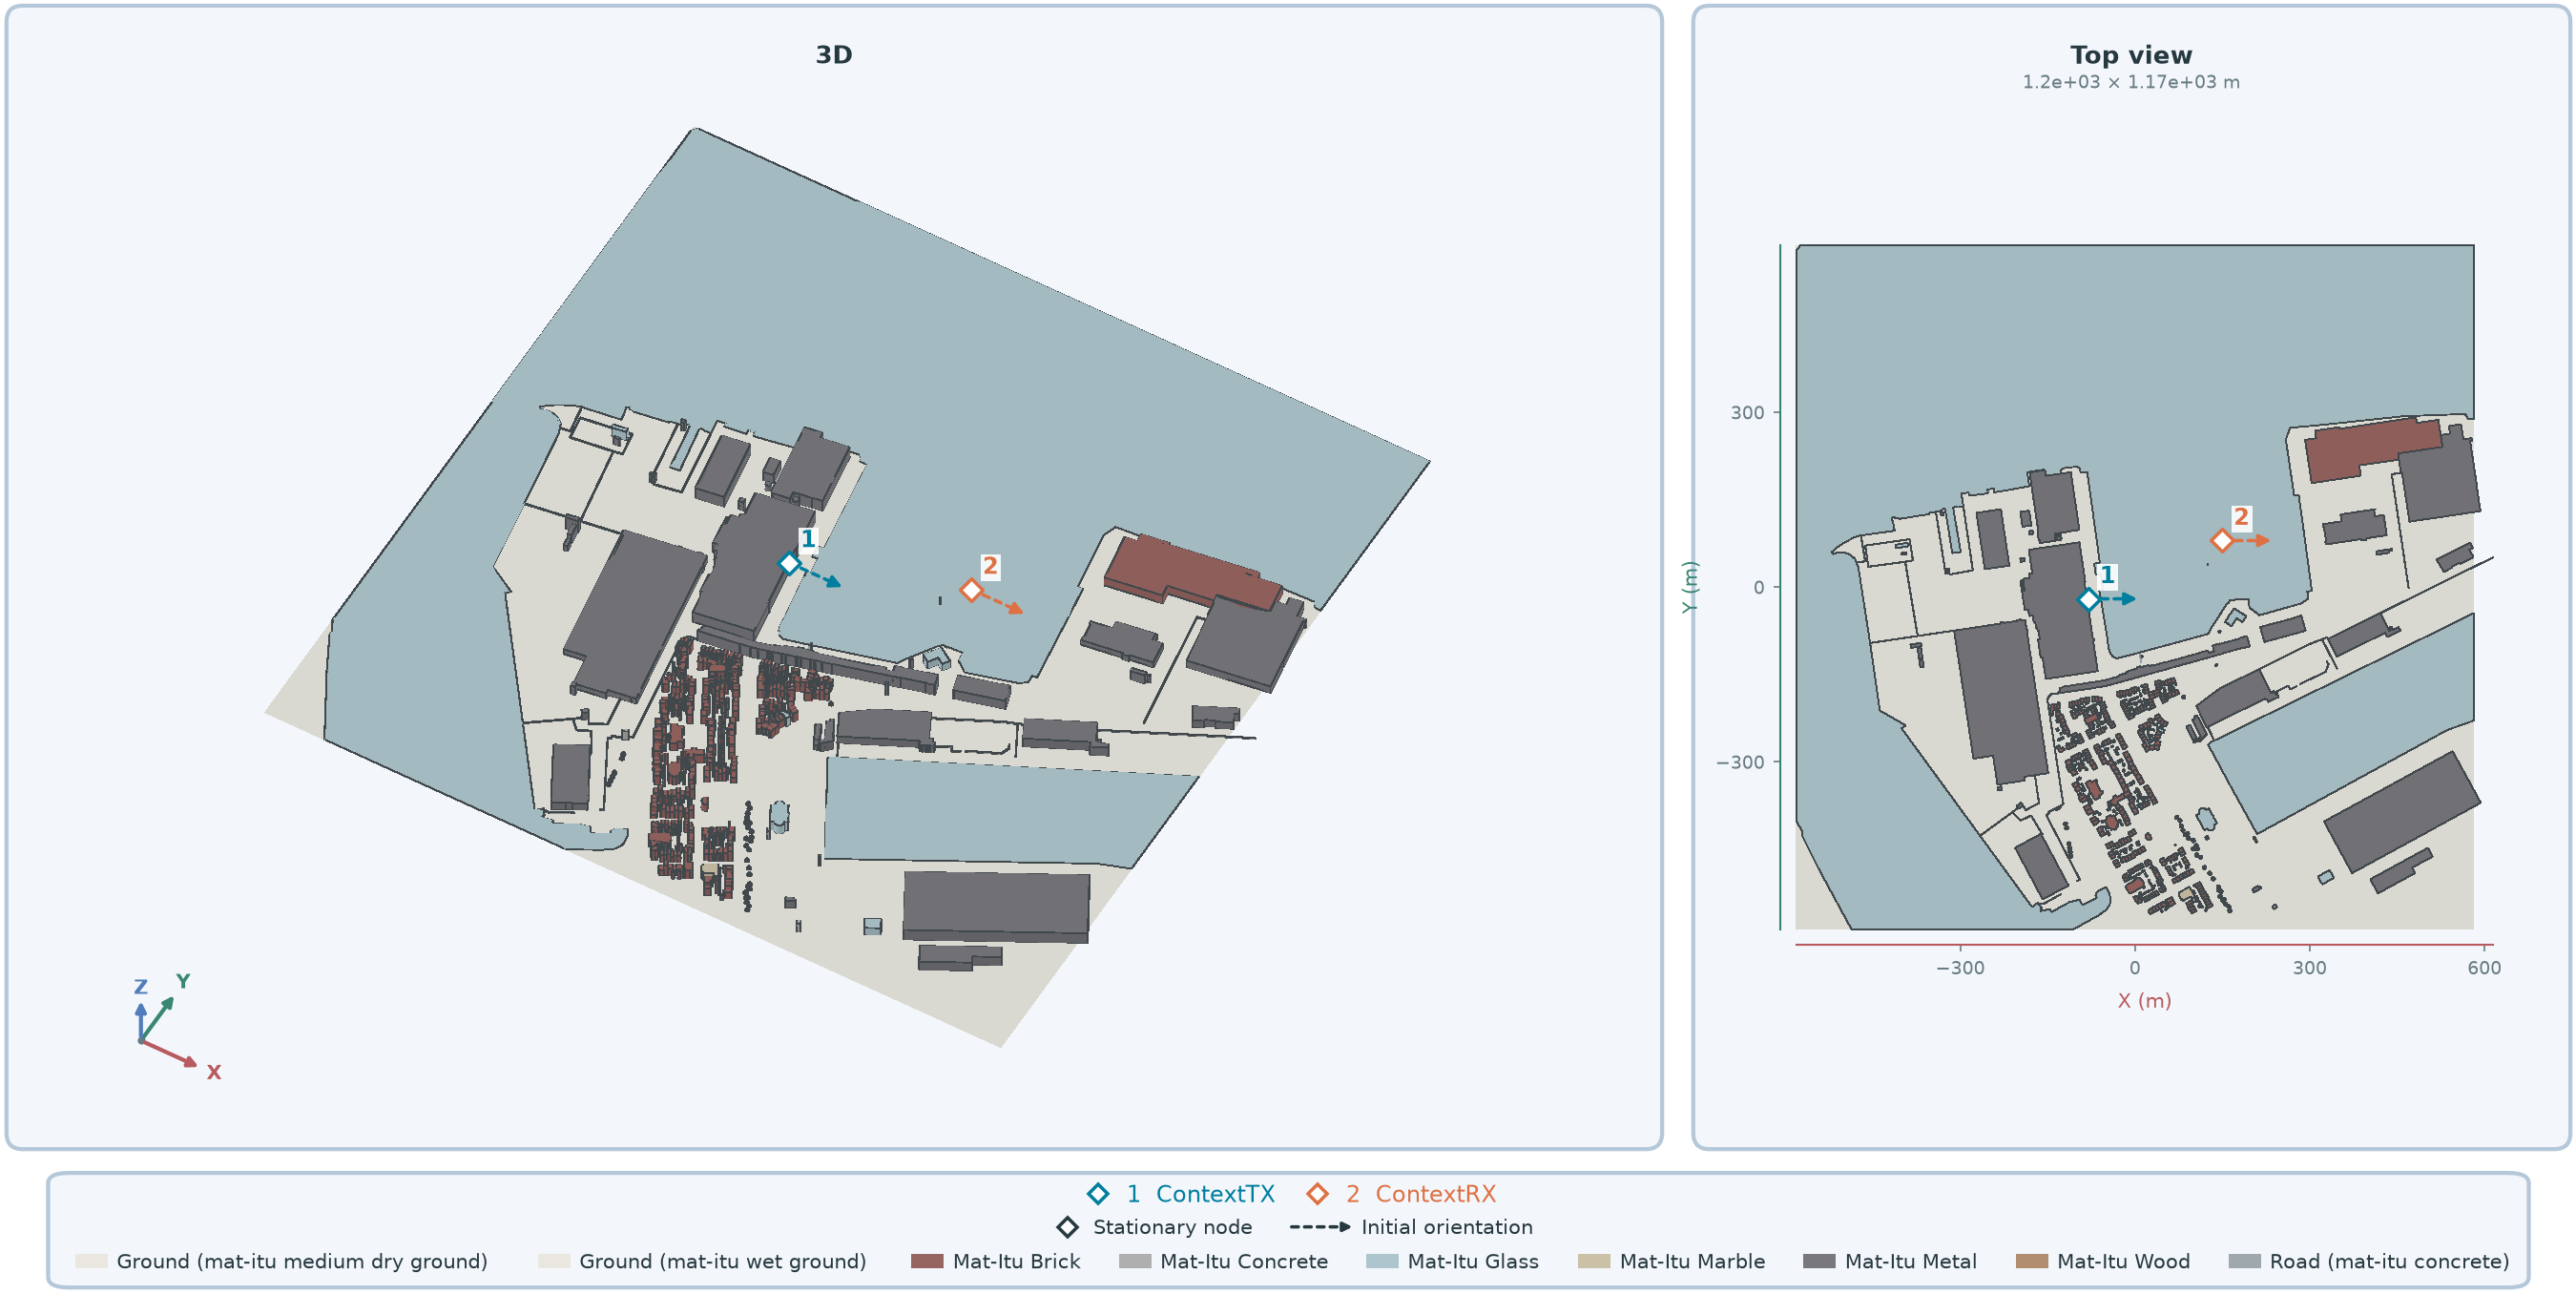 3D
1
2
Z
Y
X
Top view
1.2e+03 × 1.17e+03 m
300
0
−300
Y (m)
2
1
−300
0
300
600
X (m)
1 ContextTX
2 ContextRX
Stationary node
Initial orientation
Ground (mat-itu medium dry ground)
Ground (mat-itu wet ground)
Mat-Itu Brick
Mat-Itu Concrete
Mat-Itu Glass
Mat-Itu Marble
Mat-Itu Metal
Mat-Itu Wood
Road (mat-itu concrete)